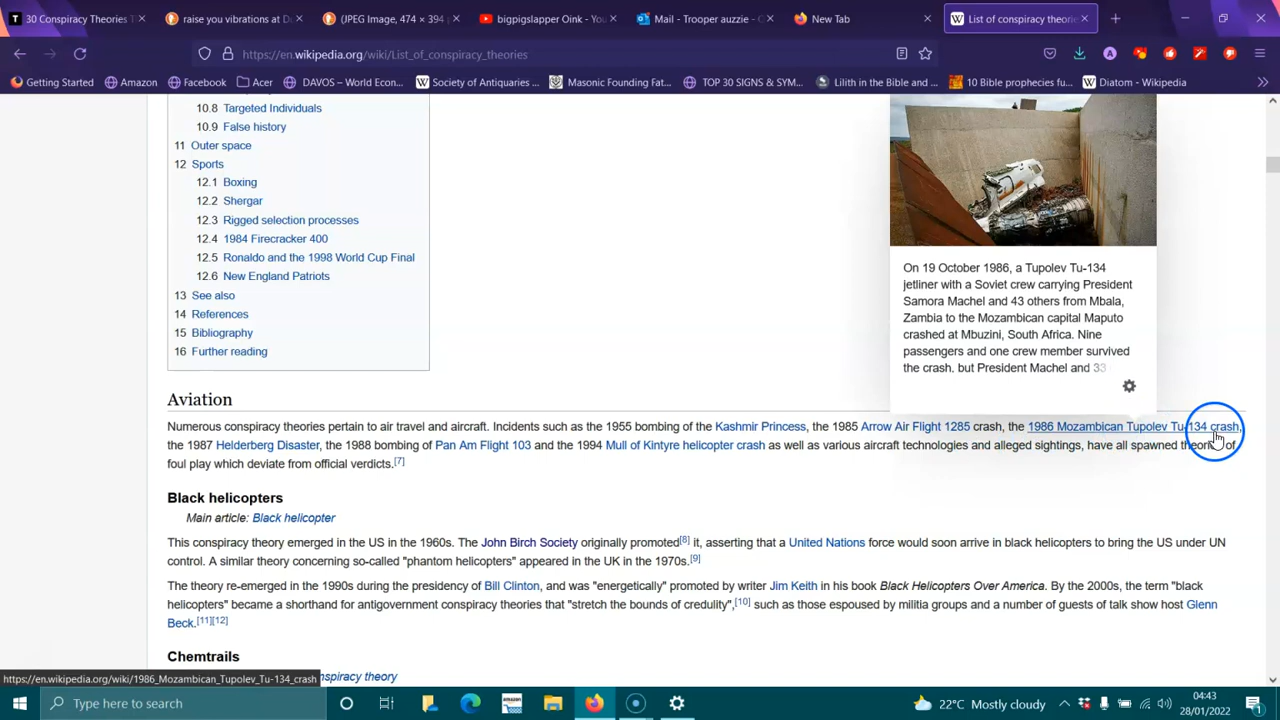 30 Conspiracy Theories T
raise you vibrations at D
(JPEG Image, 474 × 394 p
bigpigslapper Oink - You
Mail - Trooper auzzie - O
New Tab
List of conspiracy theorie
https://en.wikipedia.org/wiki/List_of_conspiracy_theories
Getting Started
Amazon
Facebook
Acer
DAVOS – World Econ...
Society of Antiquaries ...
Masonic Founding Fat...
TOP 30 SIGNS & SYM...
Lilith in the Bible and ...
10 Bible prophecies fu...
Diatom - Wikipedia
10.8 Targeted Individuals
10.9 False history
11 Outer space
12 Sports
12.1 Boxing
12.2 Shergar
12.3 Rigged selection processes
12.4 1984 Firecracker 400
12.5 Ronaldo and the 1998 World Cup Final
12.6 New England Patriots
13 See also
14 References
15 Bibliography
16 Further reading
On 19 October 1986, a Tupolev Tu-134
jetliner with a Soviet crew carrying President
Samora Machel and 43 others from Mbala,
Zambia to the Mozambican capital Maputo
crashed at Mbuzini, South Africa. Nine
passengers and one crew member survived
the crash, but President Machel and 33
Aviation
Numerous conspiracy theories pertain to air travel and aircraft. Incidents such as the 1955 bombing of the Kashmir Princess, the 1985 Arrow Air Flight 1285 crash, the 1986 Mozambican Tupolev Tu-134 crash,
the 1987 Helderberg Disaster, the 1988 bombing of Pan Am Flight 103 and the 1994 Mull of Kintyre helicopter crash as well as various aircraft technologies and alleged sightings, have all spawned theories of
foul play which deviate from official verdicts.[7]
Black helicopters
Main article: Black helicopter
This conspiracy theory emerged in the US in the 1960s. The John Birch Society originally promoted[8] it, asserting that a United Nations force would soon arrive in black helicopters to bring the US under UN
control. A similar theory concerning so-called "phantom helicopters" appeared in the UK in the 1970s.[9]
The theory re-emerged in the 1990s during the presidency of Bill Clinton, and was "energetically" promoted by writer Jim Keith in his book Black Helicopters Over America. By the 2000s, the term "black
helicopters" became a shorthand for antigovernment conspiracy theories that "stretch the bounds of credulity",[10] such as those espoused by militia groups and a number of guests of talk show host Glenn
Beck.[11][12]
Chemtrails
https://en.wikipedia.org/wiki/1986_Mozambican_Tupolev_Tu-134_crash
spiracy theory
Type here to search
amazon
22°C Mostly cloudy
04:43
28/01/2022
1